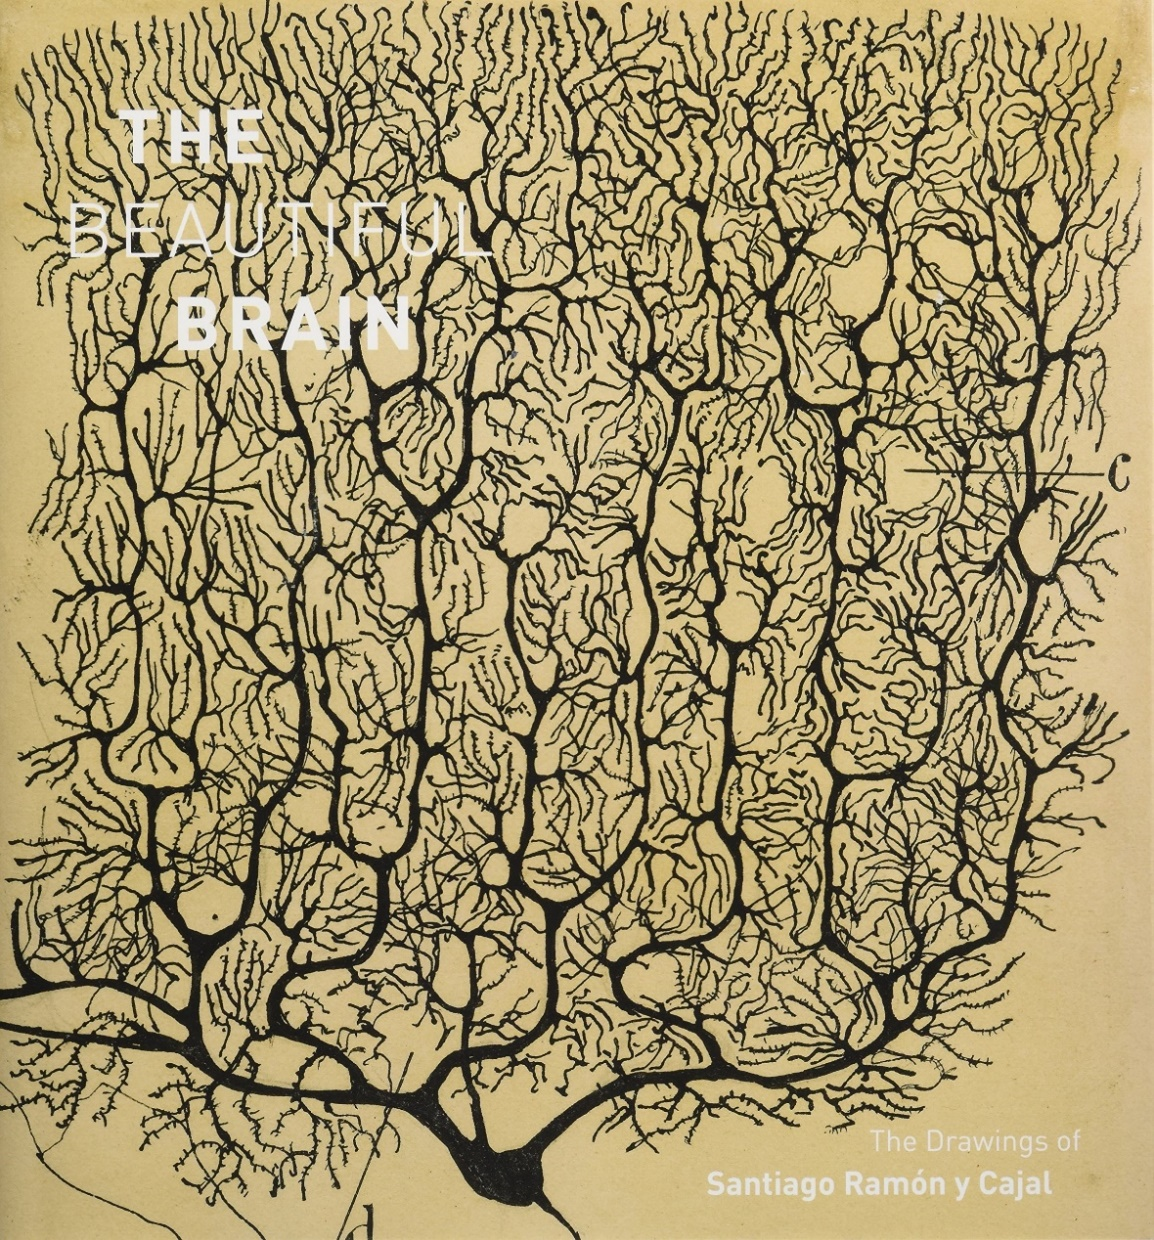 THE
BEAUTIFUL
BRAIN
c
The Drawings of
Santiago Ramón y Cajal
d